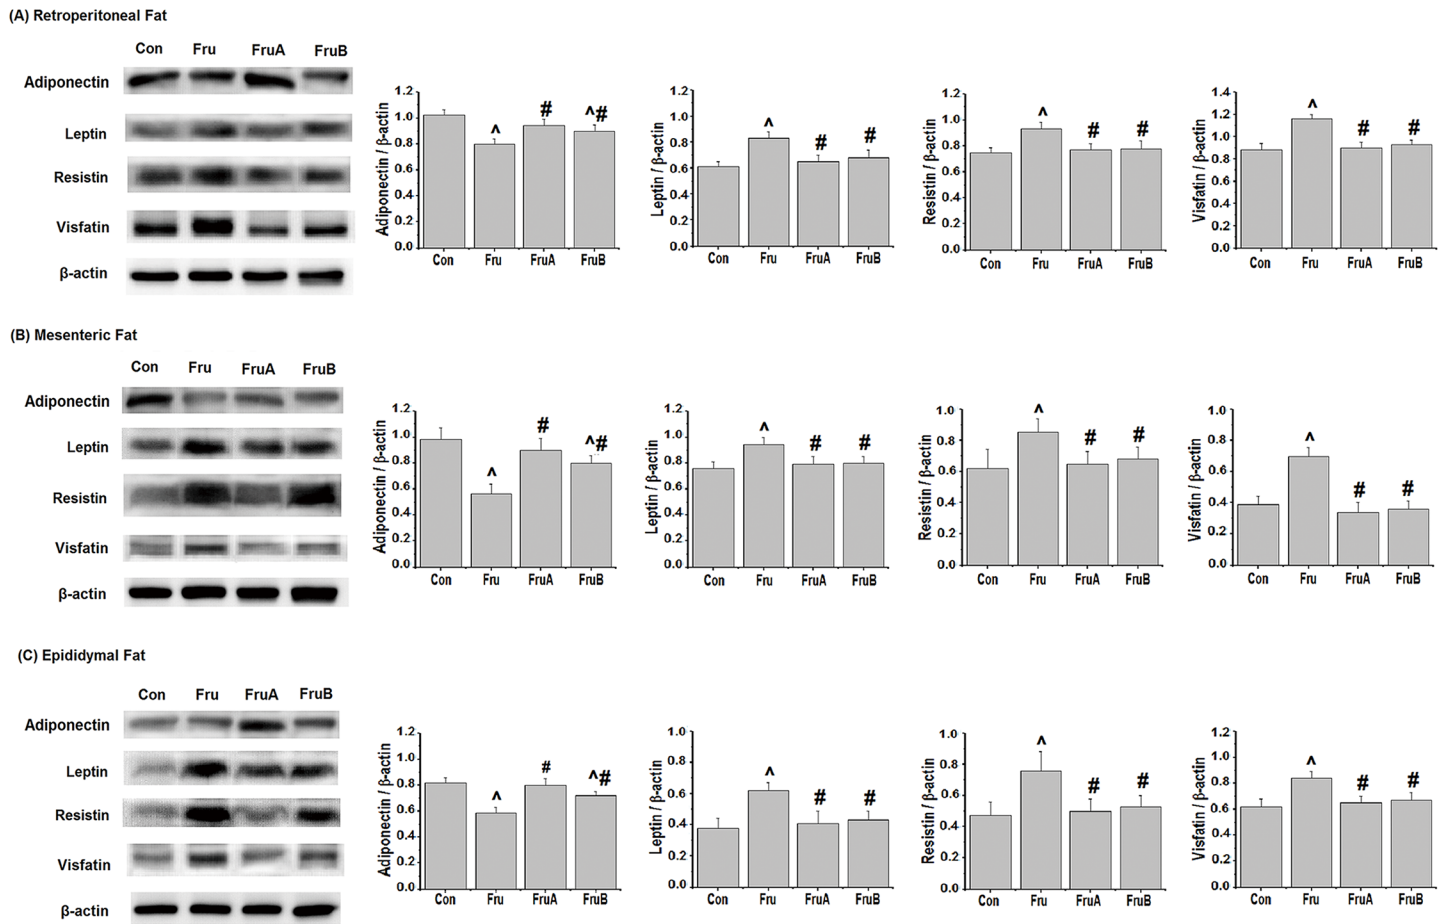 (A) Retroperitoneal Fat
Con Fru FruA FruB
Adiponectin
Leptin
Resistin
Visfatin
β-actin
Adiponectin / β-actin
1.2
1.0
0.8
0.6
0.4
0.2
0.0
^ # ^#
Con Fru FruA FruB
Leptin / β-actin
1.2
1.0
0.8
0.6
0.4
0.2
0.0
^ # #
Con Fru FruA FruB
Resistin / β-actin
1.2
1.0
0.8
0.6
0.4
0.2
0.0
^ # #
Con Fru FruA FruB
Visfatin / β-actin
1.4
1.2
1.0
0.8
0.6
0.4
0.2
0.0
^ # #
Con Fru FruA FruB
(B) Mesenteric Fat
Con Fru FruA FruB
Adiponectin
Leptin
Resistin
Visfatin
β-actin
Adiponectin / β-actin
1.2
1.0
0.8
0.6
0.4
0.2
0.0
^ # ^#
Con Fru FruA FruB
Leptin / β-actin
1.2
1.0
0.8
0.6
0.4
0.2
0.0
^ # #
Con Fru FruA FruB
Resistin / β-actin
1.0
0.8
0.6
0.4
0.2
0.0
^ # #
Con Fru FruA FruB
Visfatin / β-actin
1.0
0.8
0.6
0.4
0.2
0.0
^ # #
Con Fru FruA FruB
(C) Epididymal Fat
Con Fru FruA FruB
Adiponectin
Leptin
Resistin
Visfatin
β-actin
Adiponectin / β-actin
1.2
1.0
0.8
0.6
0.4
0.2
0.0
^ # ^#
Con Fru FruA FruB
Leptin / β-actin
1.0
0.8
0.6
0.4
0.2
0.0
^ # #
Con Fru FruA FruB
Resistin / β-actin
1.0
0.8
0.6
0.4
0.2
0.0
^ # #
Con Fru FruA FruB
Visfatin / β-actin
1.2
1.0
0.8
0.6
0.4
0.2
0.0
^ # #
Con Fru FruA FruB